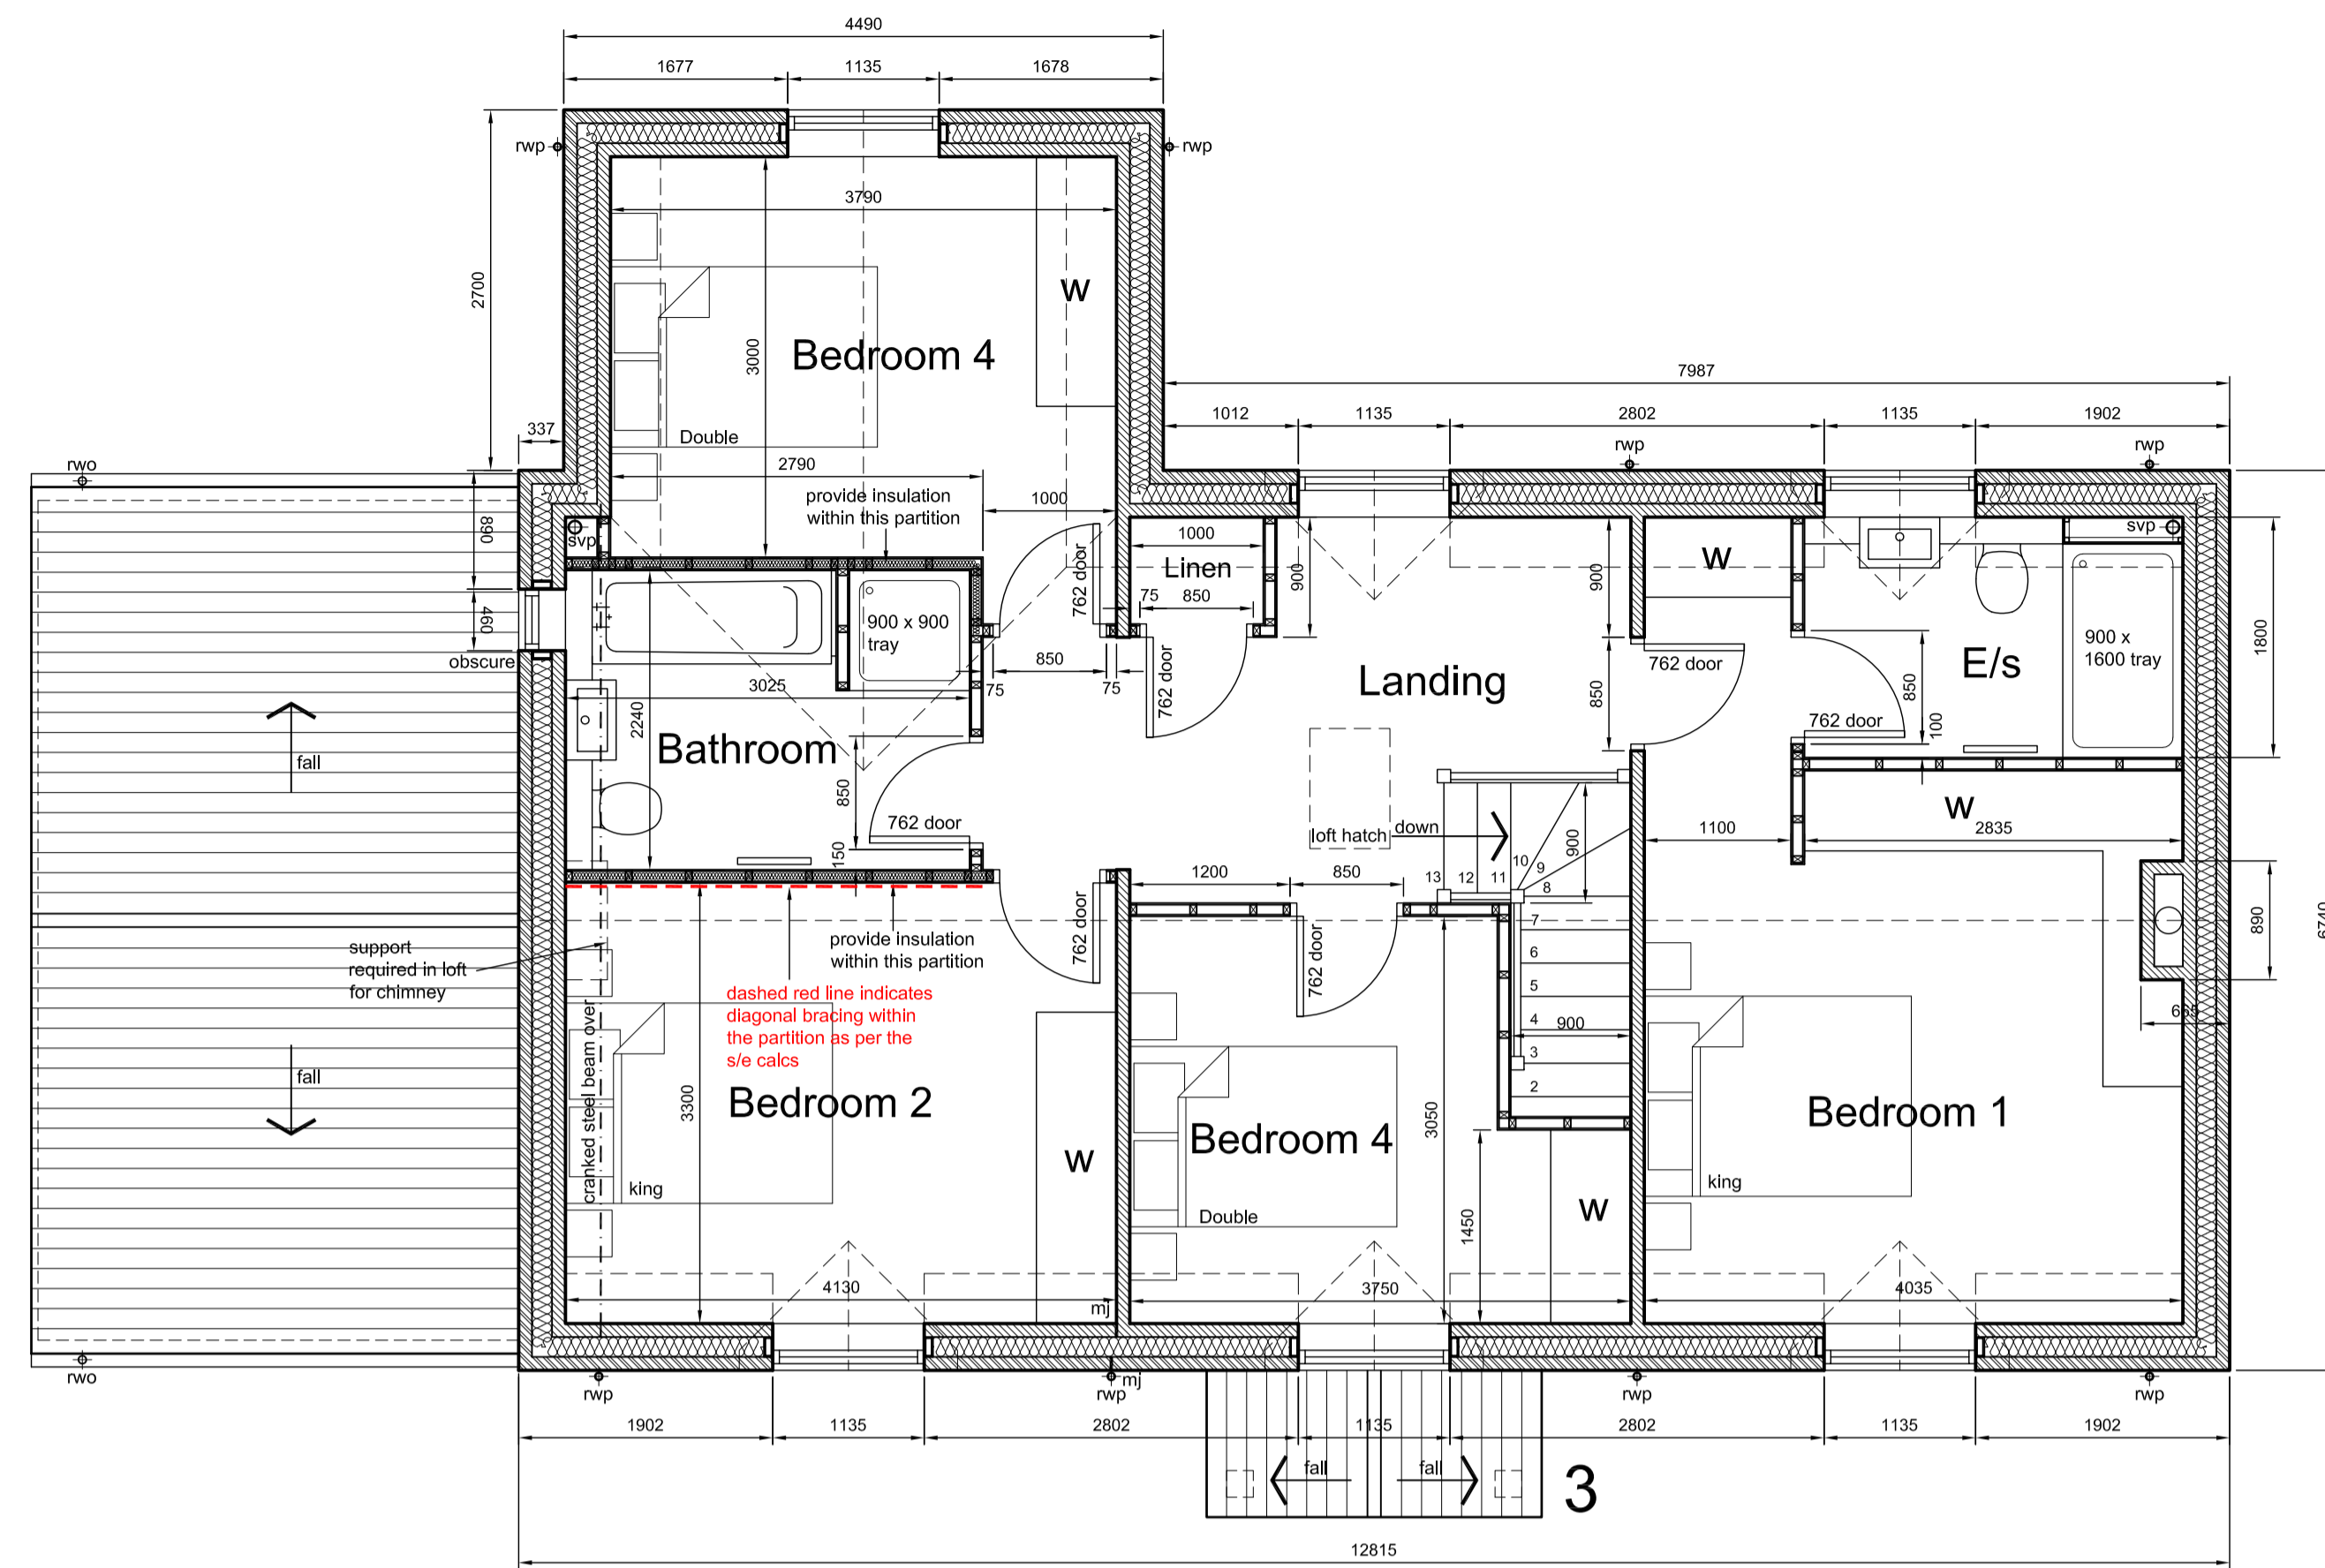 4490
1677
1135
1678
rwp
rwp
3790
2700
W
3000
Bedroom 4
7987
Double
1012
1135
2802
1135
1902
337
rwp
rwp
rwo
2790
provide insulation
within this partition
1000
890
svp
1000
svp
W
Linen
900
900
762 door
75
850
460
900 x 900
tray
900 x
1600 tray
1800
obscure
850
762 door
E/s
75
75
3025
762 door
Landing
850
850
2240
762 door
100
Bathroom
fall
850
762 door
loft hatch
down
W
10
9
900
1100
2835
150
1200
850
13
12
11
8
890
6740
762 door
762 door
7
support
required in loft
for chimney
provide insulation
within this partition
6
5
dashed red line indicates
diagonal bracing within
the partition as per the
s/e calcs
4
900
665
3
fall
cranked steel beam over
3300
Bedroom 2
3050
2
Bedroom 4
Bedroom 1
W
king
king
Double
1450
W
4130
3750
4035
mj
rwo
rwp
rwp
mj
rwp
rwp
1902
1135
2802
1135
2802
1135
1902
fall
fall
3
12815